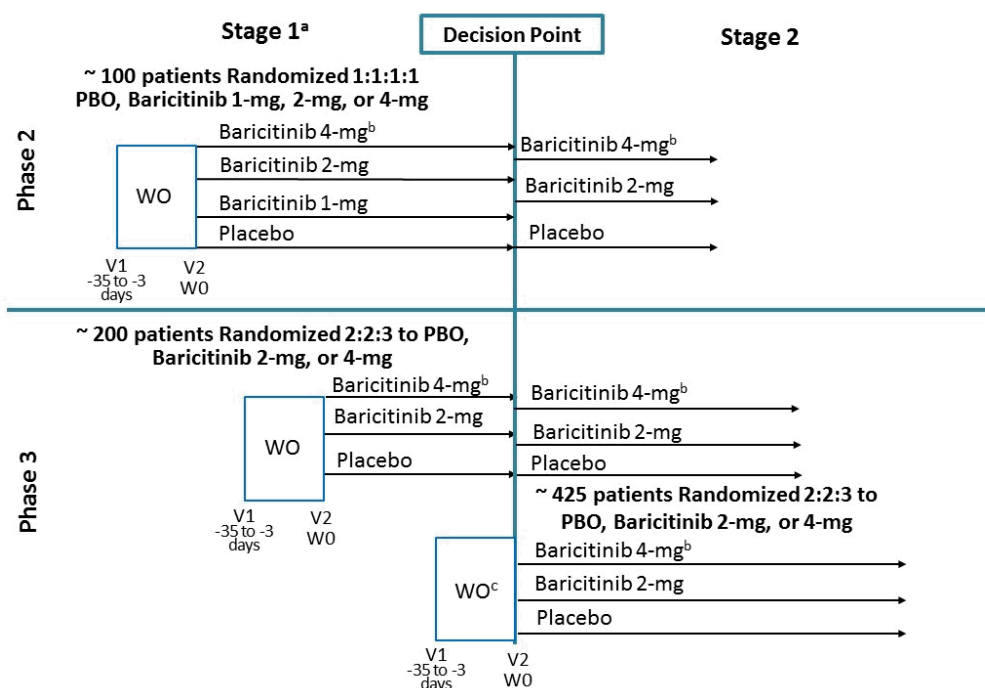 Stage 1ᵃ
Decision Point
Stage 2
Phase 2
~ 100 patients Randomized 1:1:1:1
PBO, Baricitinib 1-mg, 2-mg, or 4-mg
WO
Baricitinib 4-mgᵇ
Baricitinib 2-mg
Baricitinib 1-mg
Placebo
Baricitinib 4-mgᵇ
Baricitinib 2-mg
Placebo
V1
-35 to -3
days
V2
W0
Phase 3
~ 200 patients Randomized 2:2:3 to PBO,
Baricitinib 2-mg, or 4-mg
WO
Baricitinib 4-mgᵇ
Baricitinib 2-mg
Placebo
Baricitinib 4-mgᵇ
Baricitinib 2-mg
Placebo
V1
-35 to -3
days
V2
W0
~ 425 patients Randomized 2:2:3 to
PBO, Baricitinib 2-mg, or 4-mg
WOᶜ
Baricitinib 4-mgᵇ
Baricitinib 2-mg
Placebo
V1
-35 to -3
days
V2
W0